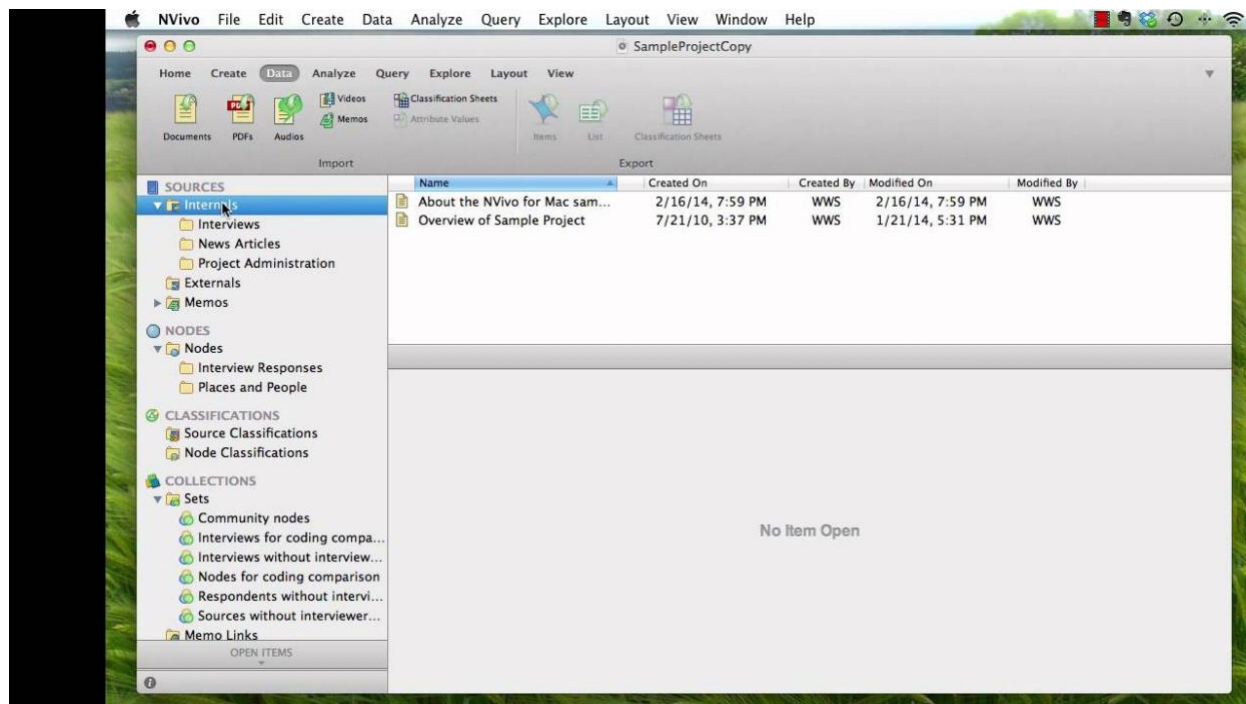 NVivo File Edit Create Data Analyze Query Explore Layout View Window Help
SampleProjectCopy
Home Create Data Analyze Query Explore Layout View
Documents PDFs Audios Videos Memos Classification Sheets Attribute Values Items List Classification Sheets
Import Export
SOURCES
Internals
Interviews
News Articles
Project Administration
Externals
Memos
NODES
Nodes
Interview Responses
Places and People
CLASSIFICATIONS
Source Classifications
Node Classifications
COLLECTIONS
Sets
Community nodes
Interviews for coding compa...
Interviews without interview...
Nodes for coding comparison
Respondents without intervi...
Sources without interviewer...
Memo Links
OPEN ITEMS
Name Created On Created By Modified On Modified By
About the NVivo for Mac sam... 2/16/14, 7:59 PM WWS 2/16/14, 7:59 PM WWS
Overview of Sample Project 7/21/10, 3:37 PM WWS 1/21/14, 5:31 PM WWS
No Item Open